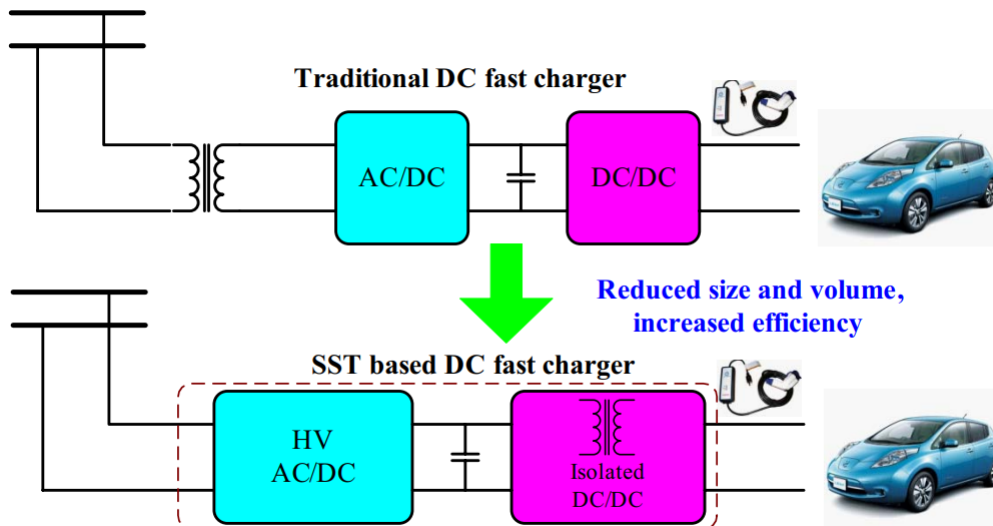 Traditional DC fast charger
AC/DC
DC/DC
Reduced size and volume,
increased efficiency
SST based DC fast charger
HV
AC/DC
Isolated
DC/DC